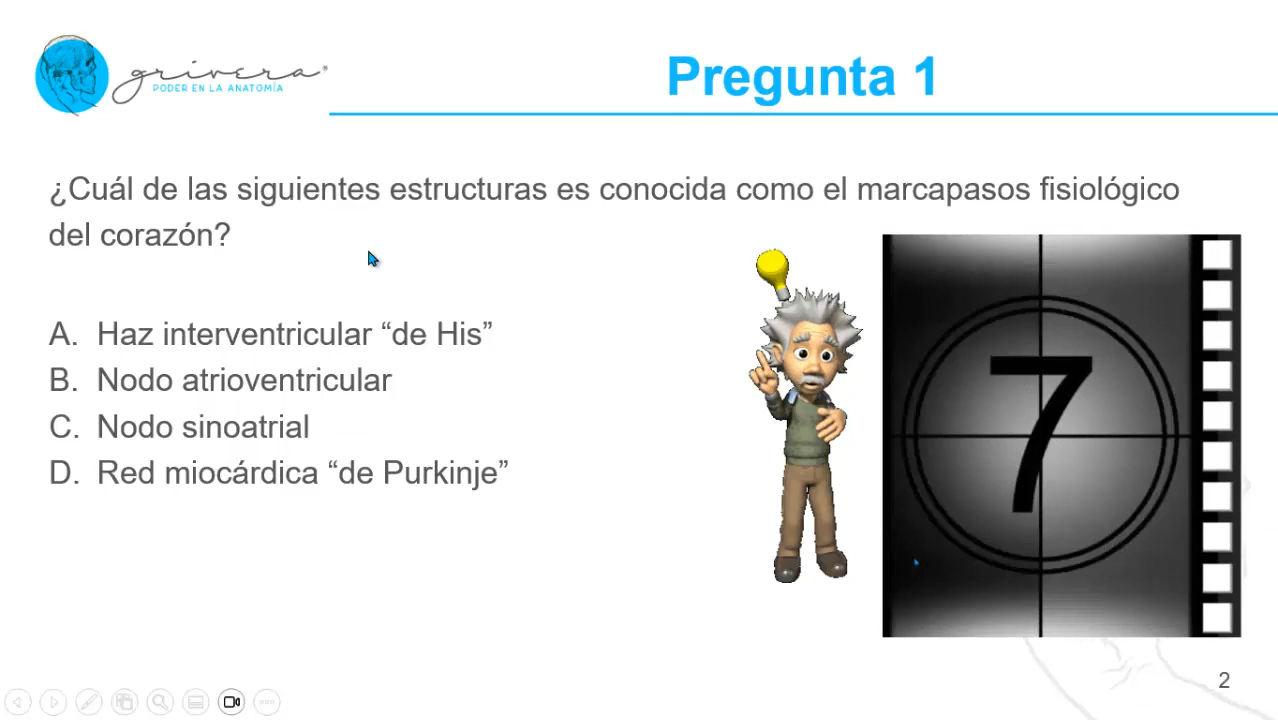 grivera®
PODER EN LA ANATOMÍA
Pregunta 1
¿Cuál de las siguientes estructuras es conocida como el marcapasos fisiológico
del corazón?
A. Haz interventricular “de His”
B. Nodo atrioventricular
C. Nodo sinoatrial
D. Red miocárdica “de Purkinje”
7
2